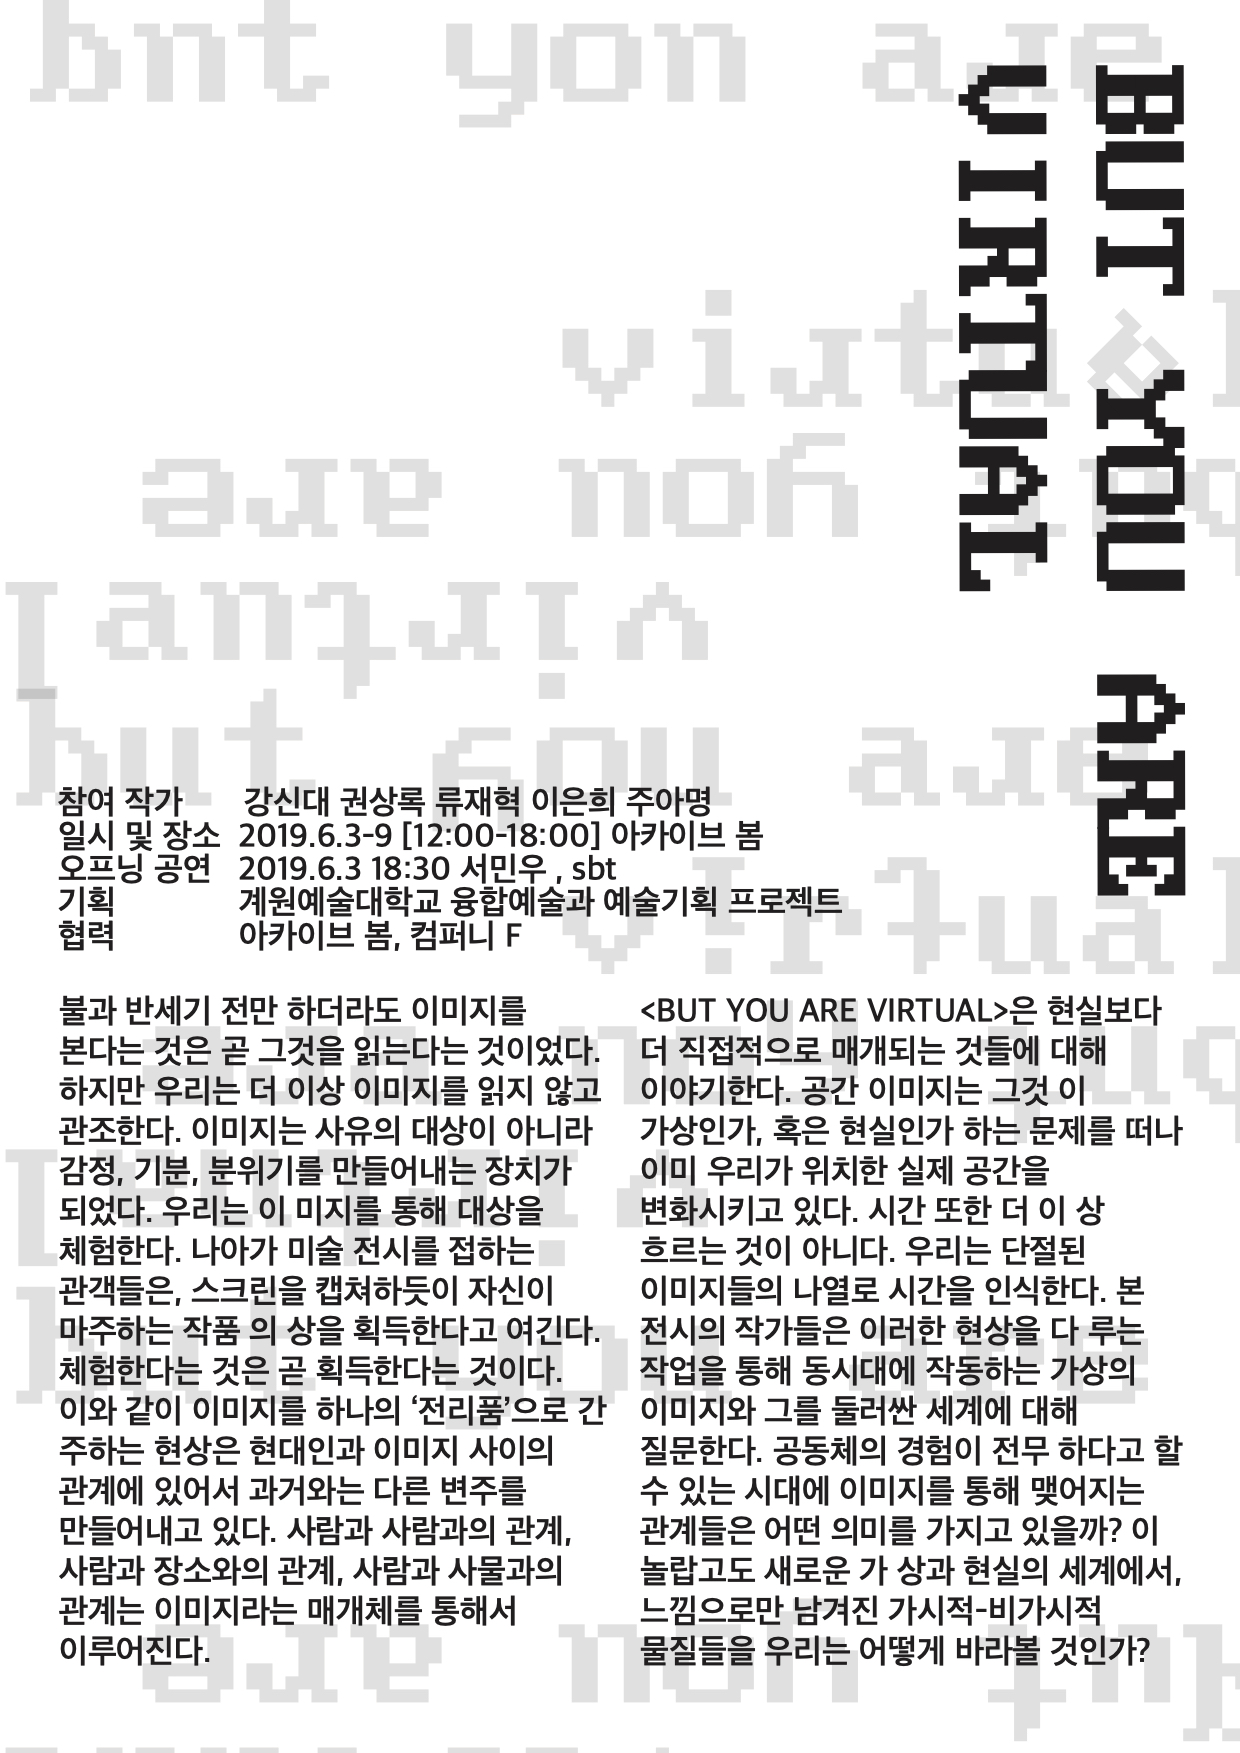 but you are
BUT YOU ARE
VIRTUAL
virtual
but you are
virtual
but you are
참여 작가 강신대 권상록 류재혁 이은희 주아명
일시 및 장소 2019.6.3-9 [12:00-18:00] 아카이브 봄
오프닝 공연 2019.6.3 18:30 서민우 , sbt
기획 계원예술대학교 융합예술과 예술기획 프로젝트
협력 아카이브 봄, 컴퍼니 F
virtual
불과 반세기 전만 하더라도 이미지를
본다는 것은 곧 그것을 읽는다는 것이었다.
하지만 우리는 더 이상 이미지를 읽지 않고
관조한다. 이미지는 사유의 대상이 아니라
감정, 기분, 분위기를 만들어내는 장치가
되었다. 우리는 이 미지를 통해 대상을
체험한다. 나아가 미술 전시를 접하는
관객들은, 스크린을 캡쳐하듯이 자신이
마주하는 작품 의 상을 획득한다고 여긴다.
체험한다는 것은 곧 획득한다는 것이다.
이와 같이 이미지를 하나의 ‘전리품’으로 간
주하는 현상은 현대인과 이미지 사이의
관계에 있어서 과거와는 다른 변주를
만들어내고 있다. 사람과 사람과의 관계,
사람과 장소와의 관계, 사람과 사물과의
관계는 이미지라는 매개체를 통해서
이루어진다.
<BUT YOU ARE VIRTUAL>은 현실보다
더 직접적으로 매개되는 것들에 대해
이야기한다. 공간 이미지는 그것 이
가상인가, 혹은 현실인가 하는 문제를 떠나
이미 우리가 위치한 실제 공간을
변화시키고 있다. 시간 또한 더 이 상
흐르는 것이 아니다. 우리는 단절된
이미지들의 나열로 시간을 인식한다. 본
전시의 작가들은 이러한 현상을 다 루는
작업을 통해 동시대에 작동하는 가상의
이미지와 그를 둘러싼 세계에 대해
질문한다. 공동체의 경험이 전무 하다고 할
수 있는 시대에 이미지를 통해 맺어지는
관계들은 어떤 의미를 가지고 있을까? 이
놀랍고도 새로운 가 상과 현실의 세계에서,
느낌으로만 남겨진 가시적-비가시적
물질들을 우리는 어떻게 바라볼 것인가?
but you are
virtual
but you are
but you are